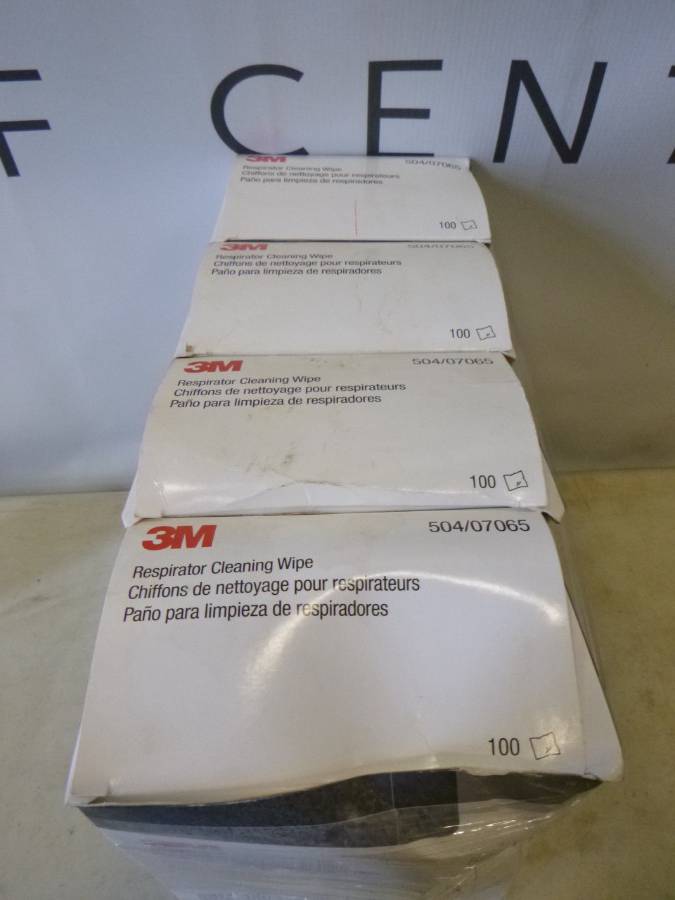 F CEN
3M 504/07065
Respirator Cleaning Wipe
Chiffons de nettoyage pour respirateurs
Paño para limpieza de respiradores
100
3M 504/07065
Respirator Cleaning Wipe
Chiffons de nettoyage pour respirateurs
Paño para limpieza de respiradores
100
3M 504/07065
Respirator Cleaning Wipe
Chiffons de nettoyage pour respirateurs
Paño para limpieza de respiradores
100
3M 504/07065
Respirator Cleaning Wipe
Chiffons de nettoyage pour respirateurs
Paño para limpieza de respiradores
100